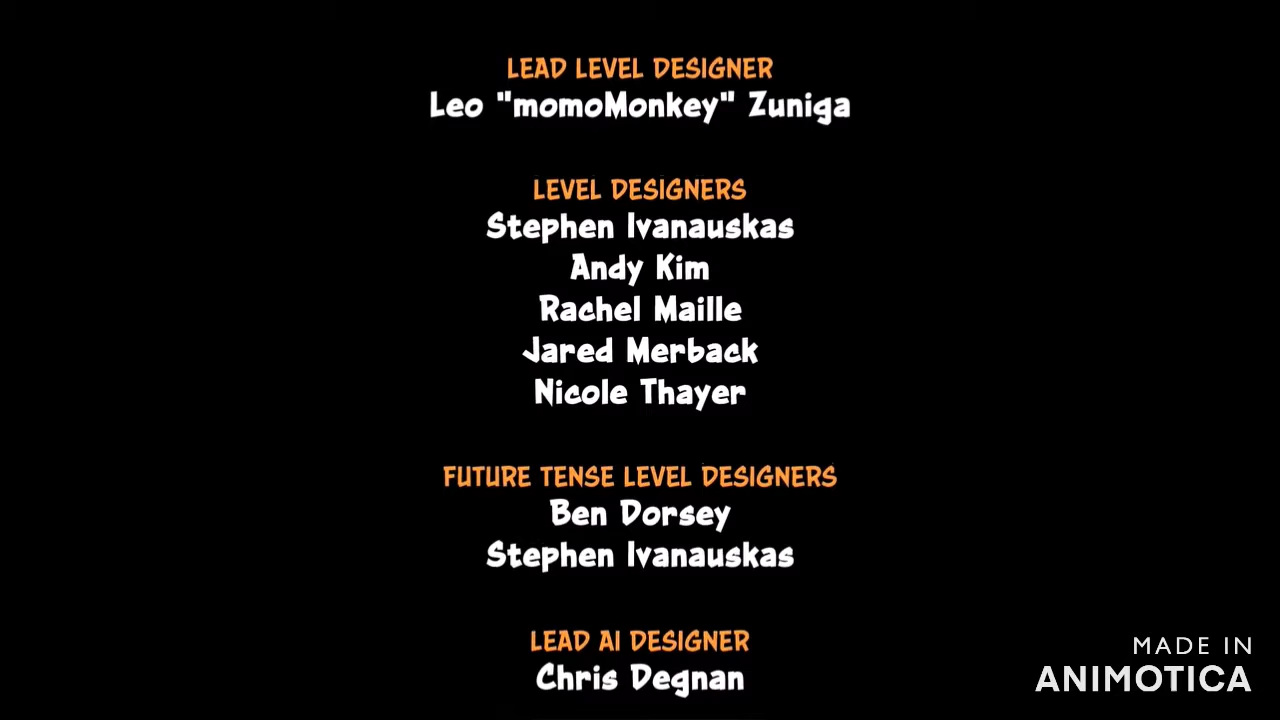 LEAD LEVEL DESIGNER
Leo "momoMonkey" Zuniga
LEVEL DESIGNERS
Stephen Ivanauskas
Andy Kim
Rachel Maille
Jared Merback
Nicole Thayer
FUTURE TENSE LEVEL DESIGNERS
Ben Dorsey
Stephen Ivanauskas
LEAD AI DESIGNER
Chris Degnan
MADE IN
ANIMOTICA